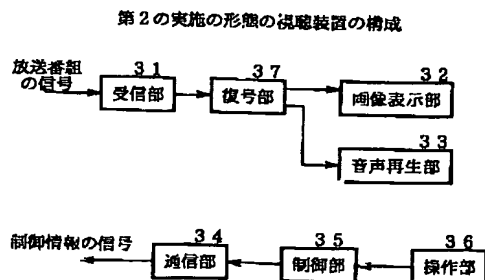 第２の実施の形態の視聴装置の構成
放送番組
の信号
３１
受信部
３７
復号部
３２
画像表示部
３３
音声再生部
制御情報の信号
３４
通信部
３５
制御部
３６
操作部